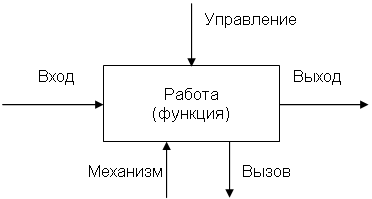 Управление
Вход
Выход
Работа
(функция)
Механизм
Вызов